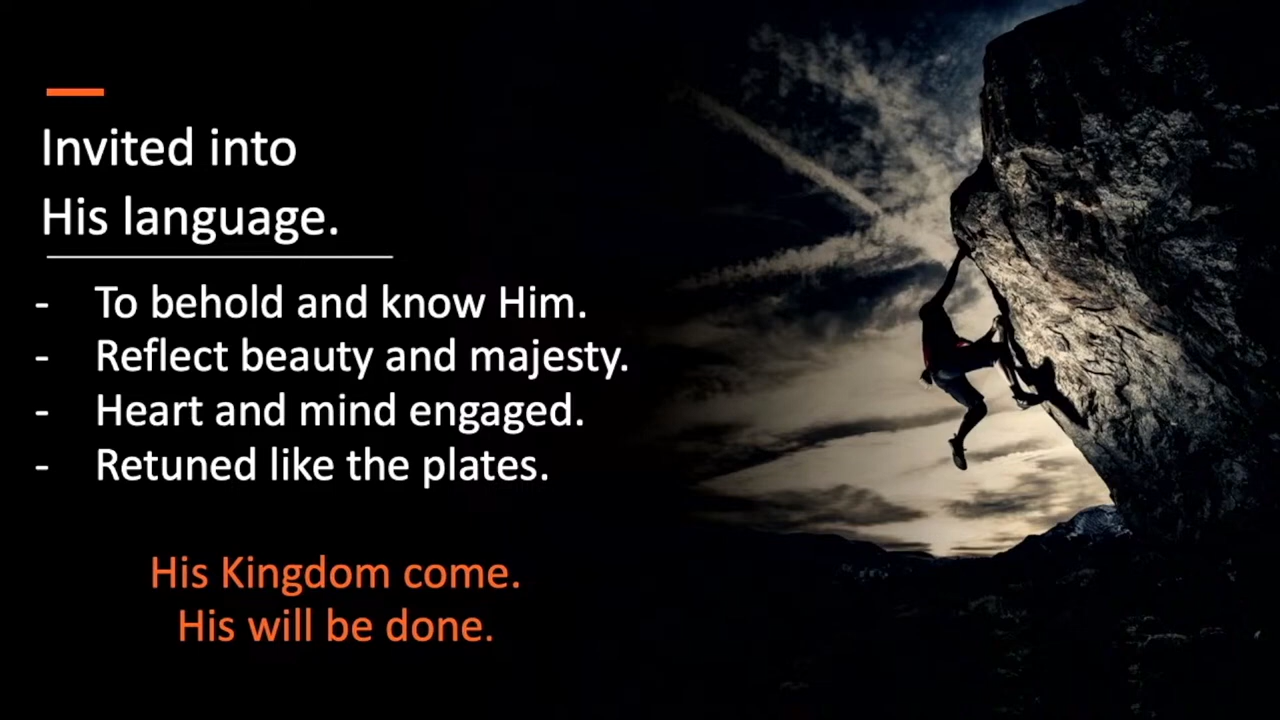 Invited into
His language.
- To behold and know Him.
- Reflect beauty and majesty.
- Heart and mind engaged.
- Retuned like the plates.
His Kingdom come.
His will be done.